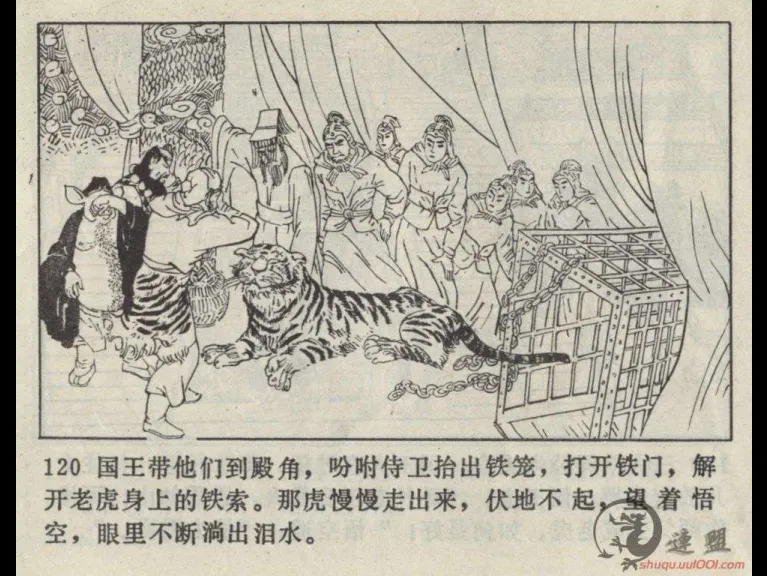 120 国王带他们到殿角，吩咐侍卫抬出铁笼，打开铁门，解
开老虎身上的铁索。那虎慢慢走出来，伏地不起，望着悟
空，眼里不断淌出泪水。
連盟
shuqu.uu1001.com